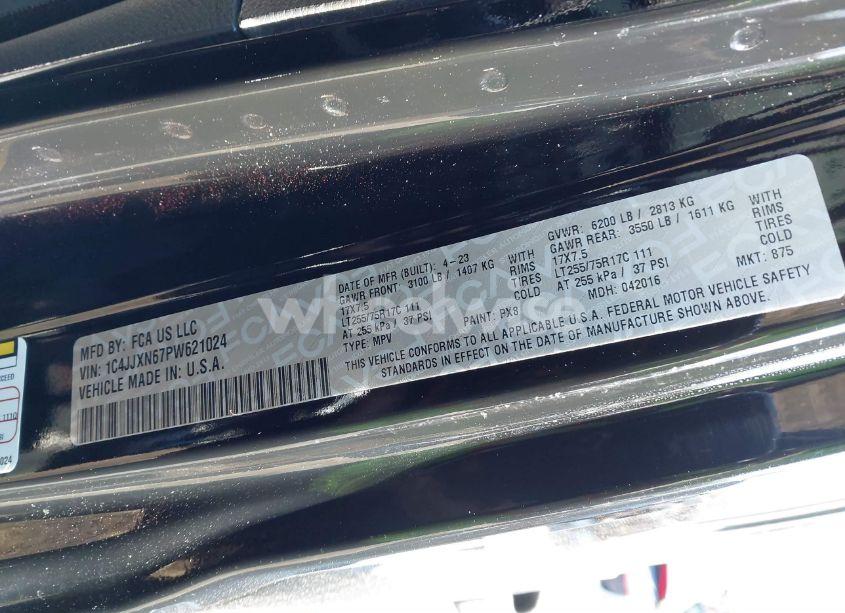 MFD BY: FCA US LLC
VIN: 1C4JJXN67PW621024
VEHICLE MADE IN: U.S.A.
DATE OF MFR (BUILT): 4-23
GAWR FRONT: 3100 LB / 1407 KG WITH
17X7.5 RIMS
LT255/75R17C 111 TIRES
AT 255 kPa / 37 PSI COLD
TYPE: MPV
PAINT: PX8
GVWR: 6200 LB / 2813 KG
GAWR REAR: 3550 LB / 1611 KG WITH
17X7.5 RIMS
LT255/75R17C 111 TIRES
AT 255 kPa / 37 PSI COLD
MDH: 042016
MKT: 875
THIS VEHICLE CONFORMS TO ALL APPLICABLE U.S.A. FEDERAL MOTOR VEHICLE SAFETY
STANDARDS IN EFFECT ON THE DATE OF MANUFACTURE SHOWN ABOVE.
024